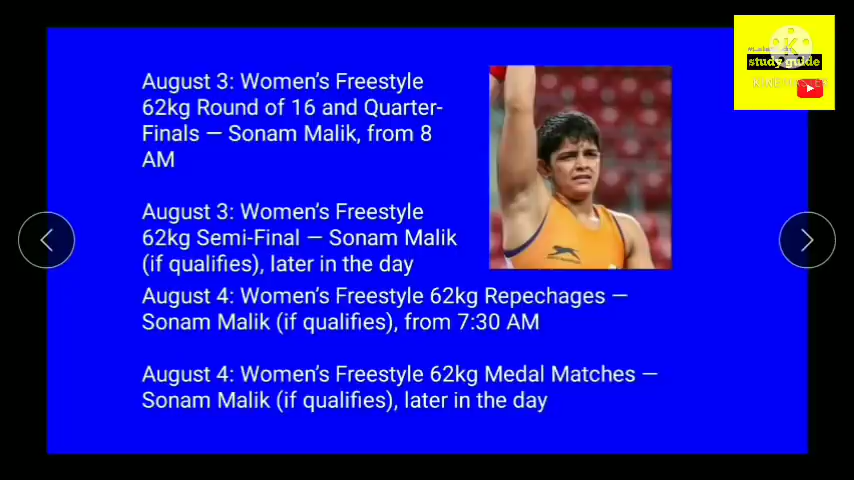 August 3: Women's Freestyle
62kg Round of 16 and Quarter-
Finals — Sonam Malik, from 8
AM
August 3: Women's Freestyle
62kg Semi-Final — Sonam Malik
(if qualifies), later in the day
August 4: Women's Freestyle 62kg Repechages —
Sonam Malik (if qualifies), from 7:30 AM
August 4: Women's Freestyle 62kg Medal Matches —
Sonam Malik (if qualifies), later in the day
K
study guide
KINEMASTER